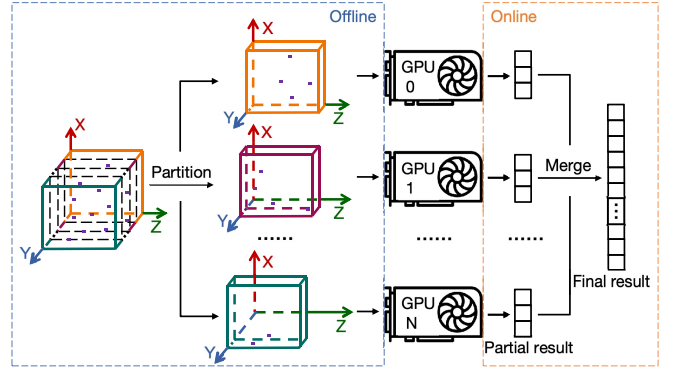 Offline
Online
X
Y
Z
Partition
X
Y
Z
GPU
0
X
Y
Z
GPU
1
Merge
......
......
......
...
X
Y
Z
GPU
N
Partial result
Final result